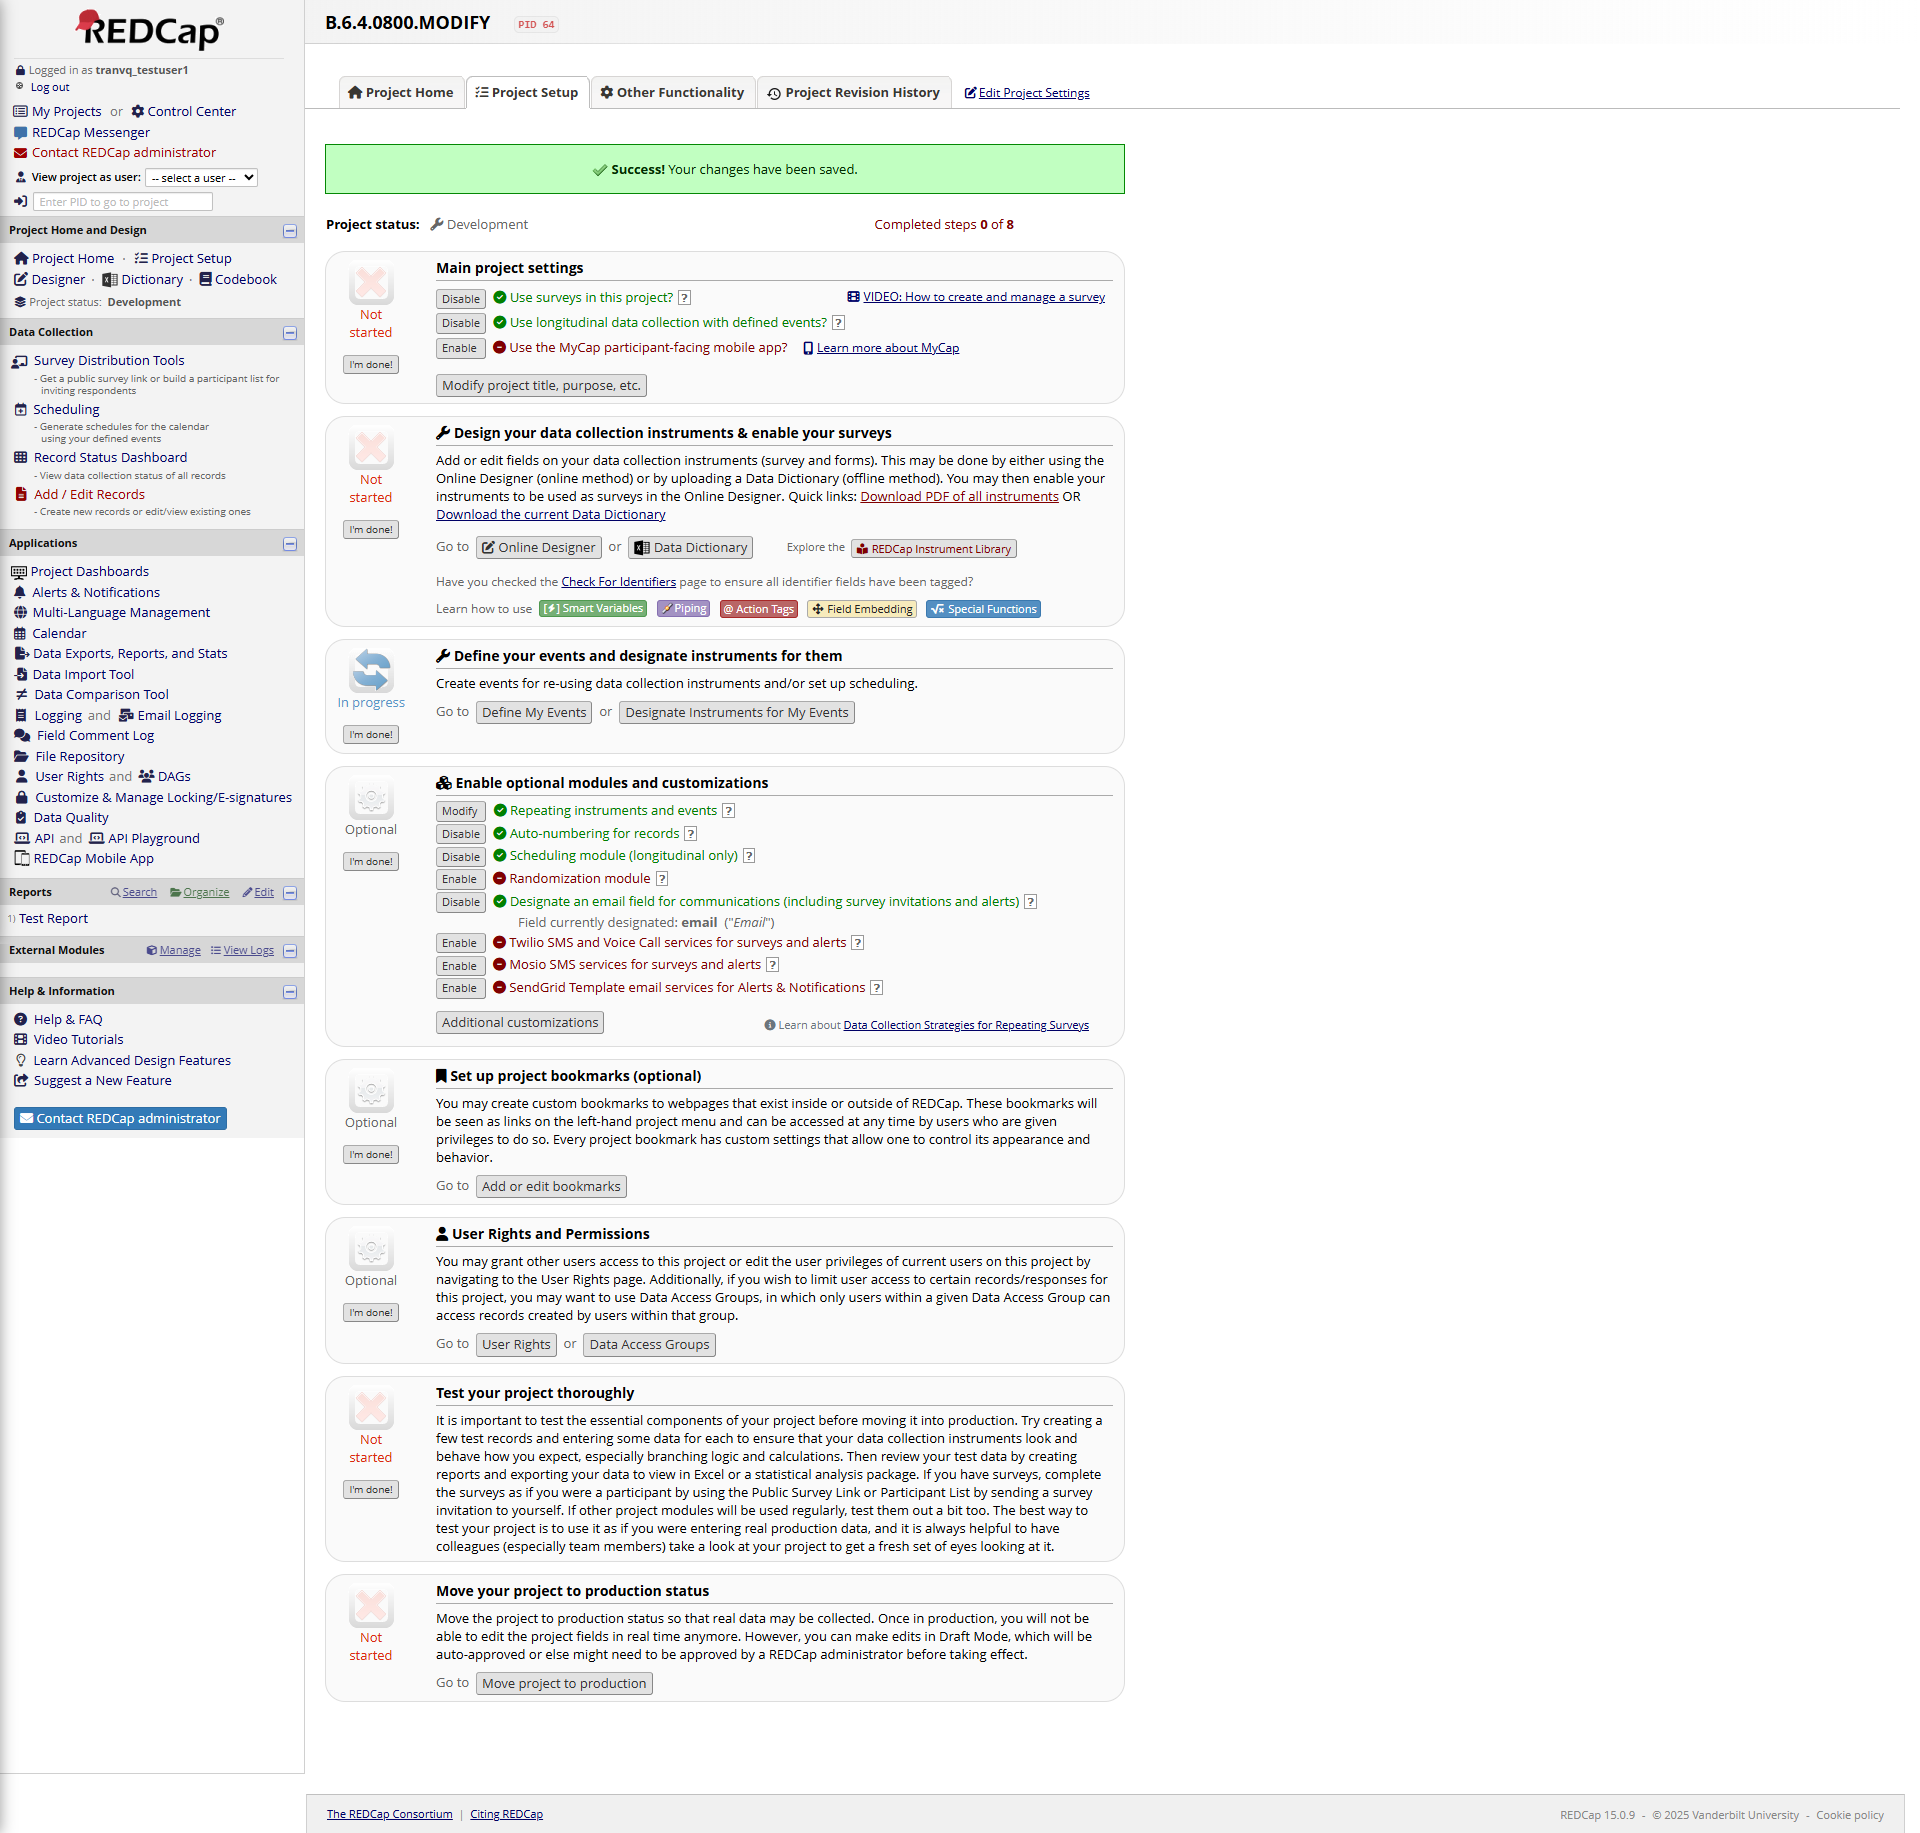 REDCap®
Logged in as tranvq_testuser1
Log out
My Projects or Control Center
REDCap Messenger
Contact REDCap administrator
View project as user: -- select a user --
Enter PID to go to project
Project Home and Design
Project Home · Project Setup
Designer · Dictionary · Codebook
Project status: Development
Data Collection
Survey Distribution Tools
- Get a public survey link or build a participant list for
inviting respondents
Scheduling
- Generate schedules for the calendar
using your defined events
Record Status Dashboard
- View data collection status of all records
Add / Edit Records
- Create new records or edit/view existing ones
Applications
Project Dashboards
Alerts & Notifications
Multi-Language Management
Calendar
Data Exports, Reports, and Stats
Data Import Tool
Data Comparison Tool
Logging and Email Logging
Field Comment Log
File Repository
User Rights and DAGs
Customize & Manage Locking/E-signatures
Data Quality
API and API Playground
REDCap Mobile App
Reports Search Organize Edit
1) Test Report
External Modules Manage View Logs
Help & Information
Help & FAQ
Video Tutorials
Learn Advanced Design Features
Suggest a New Feature
Contact REDCap administrator
B.6.4.0800.MODIFY PID 64
Project Home Project Setup Other Functionality Project Revision History Edit Project Settings
Success! Your changes have been saved.
Project status: Development Completed steps 0 of 8
Not
started
I'm done!
Main project settings
Disable Use surveys in this project? ? VIDEO: How to create and manage a survey
Disable Use longitudinal data collection with defined events? ?
Enable Use the MyCap participant-facing mobile app? Learn more about MyCap
Modify project title, purpose, etc.
Not
started
I'm done!
Design your data collection instruments & enable your surveys
Add or edit fields on your data collection instruments (survey and forms). This may be done by either using the
Online Designer (online method) or by uploading a Data Dictionary (offline method). You may then enable your
instruments to be used as surveys in the Online Designer. Quick links: Download PDF of all instruments OR
Download the current Data Dictionary
Go to Online Designer or Data Dictionary Explore the REDCap Instrument Library
Have you checked the Check For Identifiers page to ensure all identifier fields have been tagged?
Learn how to use [⚡] Smart Variables Piping @ Action Tags Field Embedding √x Special Functions
In progress
I'm done!
Define your events and designate instruments for them
Create events for re-using data collection instruments and/or set up scheduling.
Go to Define My Events or Designate Instruments for My Events
Optional
I'm done!
Enable optional modules and customizations
Modify Repeating instruments and events ?
Disable Auto-numbering for records ?
Disable Scheduling module (longitudinal only) ?
Enable Randomization module ?
Disable Designate an email field for communications (including survey invitations and alerts) ?
Field currently designated: email ("Email")
Enable Twilio SMS and Voice Call services for surveys and alerts ?
Enable Mosio SMS services for surveys and alerts ?
Enable SendGrid Template email services for Alerts & Notifications ?
Additional customizations Learn about Data Collection Strategies for Repeating Surveys
Optional
I'm done!
Set up project bookmarks (optional)
You may create custom bookmarks to webpages that exist inside or outside of REDCap. These bookmarks will
be seen as links on the left-hand project menu and can be accessed at any time by users who are given
privileges to do so. Every project bookmark has custom settings that allow one to control its appearance and
behavior.
Go to Add or edit bookmarks
Optional
I'm done!
User Rights and Permissions
You may grant other users access to this project or edit the user privileges of current users on this project by
navigating to the User Rights page. Additionally, if you wish to limit user access to certain records/responses for
this project, you may want to use Data Access Groups, in which only users within a given Data Access Group can
access records created by users within that group.
Go to User Rights or Data Access Groups
Not
started
I'm done!
Test your project thoroughly
It is important to test the essential components of your project before moving it into production. Try creating a
few test records and entering some data for each to ensure that your data collection instruments look and
behave how you expect, especially branching logic and calculations. Then review your test data by creating
reports and exporting your data to view in Excel or a statistical analysis package. If you have surveys, complete
the surveys as if you were a participant by using the Public Survey Link or Participant List by sending a survey
invitation to yourself. If other project modules will be used regularly, test them out a bit too. The best way to
test your project is to use it as if you were entering real production data, and it is always helpful to have
colleagues (especially team members) take a look at your project to get a fresh set of eyes looking at it.
Not
started
Move your project to production status
Move the project to production status so that real data may be collected. Once in production, you will not be
able to edit the project fields in real time anymore. However, you can make edits in Draft Mode, which will be
auto-approved or else might need to be approved by a REDCap administrator before taking effect.
Go to Move project to production
The REDCap Consortium | Citing REDCap
REDCap 15.0.9 - © 2025 Vanderbilt University - Cookie policy